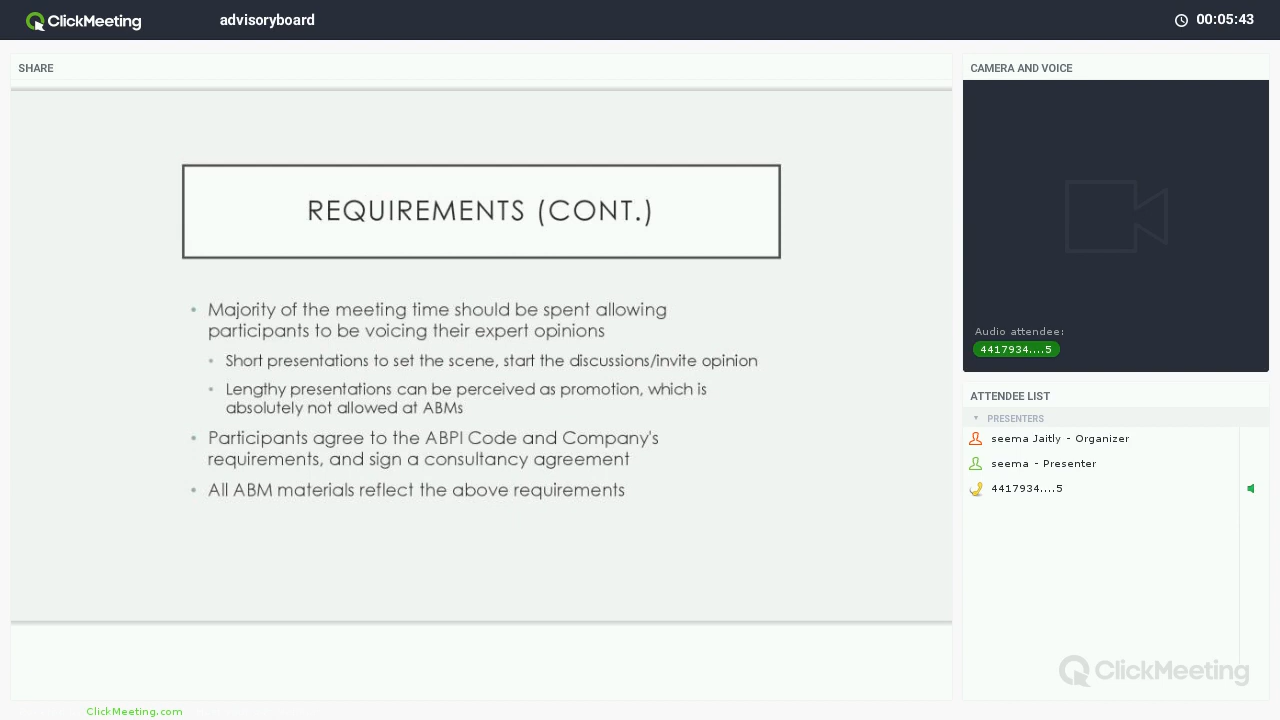 ClickMeeting
advisoryboard
00:05:43
SHARE
REQUIREMENTS (CONT.)
• Majority of the meeting time should be spent allowing
participants to be voicing their expert opinions
• Short presentations to set the scene, start the discussions/invite opinion
• Lengthy presentations can be perceived as promotion, which is
absolutely not allowed at ABMs
• Participants agree to the ABPI Code and Company's
requirements, and sign a consultancy agreement
• All ABM materials reflect the above requirements
CAMERA AND VOICE
Audio attendee:
4417934....5
ATTENDEE LIST
PRESENTERS
seema Jaitly - Organizer
seema - Presenter
4417934....5
ClickMeeting
ClickMeeting.com